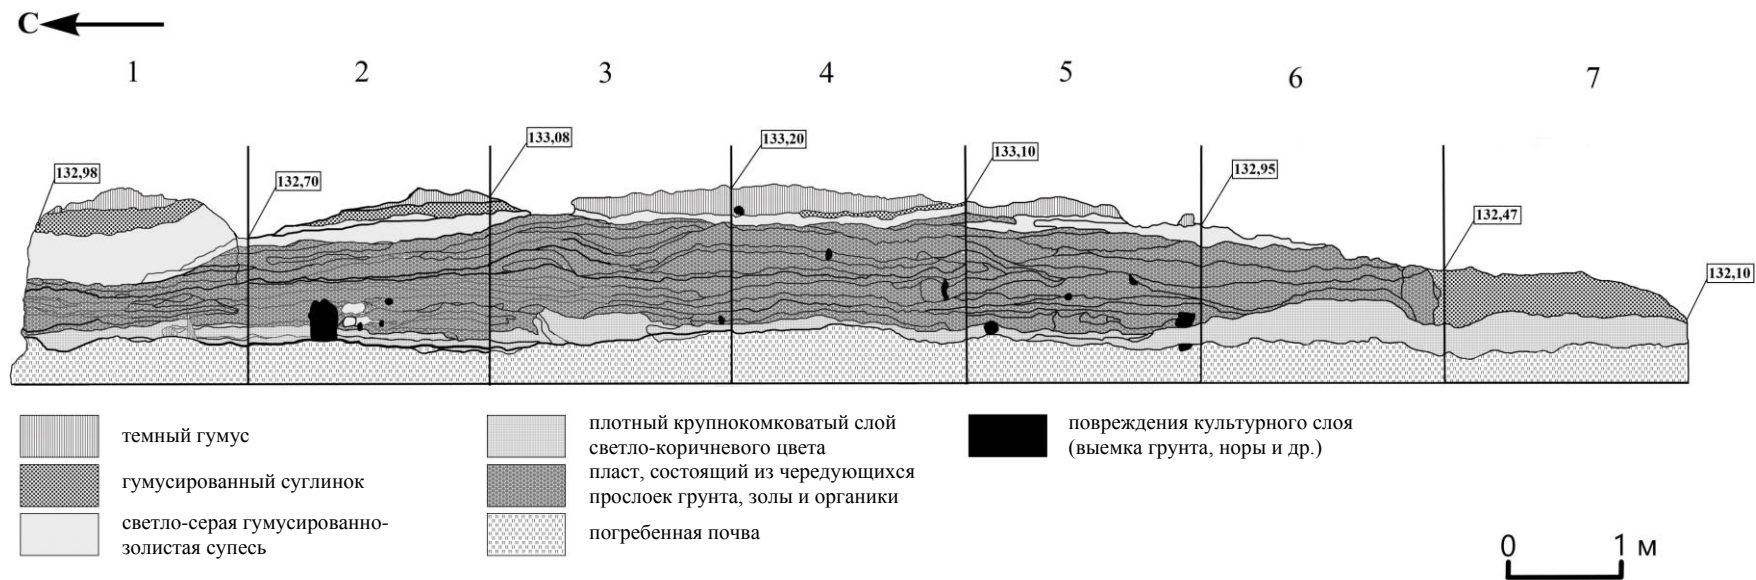 С
1 2 3 4 5 6 7
132,98
132,70
133,08
133,20
133,10
132,95
132,47
132,10
темный гумус
гумусированный суглинок
светло-серая гумусированно-
золистая супесь
плотный крупнокомковатый слой
светло-коричневого цвета
пласт, состоящий из чередующихся
прослоек грунта, золы и органики
погребенная почва
повреждения культурного слоя
(выемка грунта, норы и др.)
0 1 м